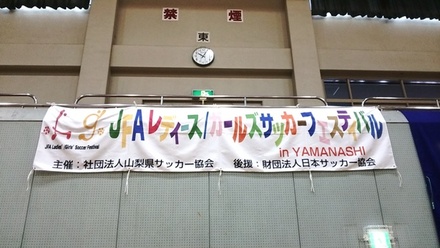 禁煙
東
JFAレディース/ガールズサッカーフェスティバル
JFA Ladies'/Girls' Soccer Festival
in YAMANASHI
主催：社団法人山梨県サッカー協会　後援：財団法人日本サッカー協会